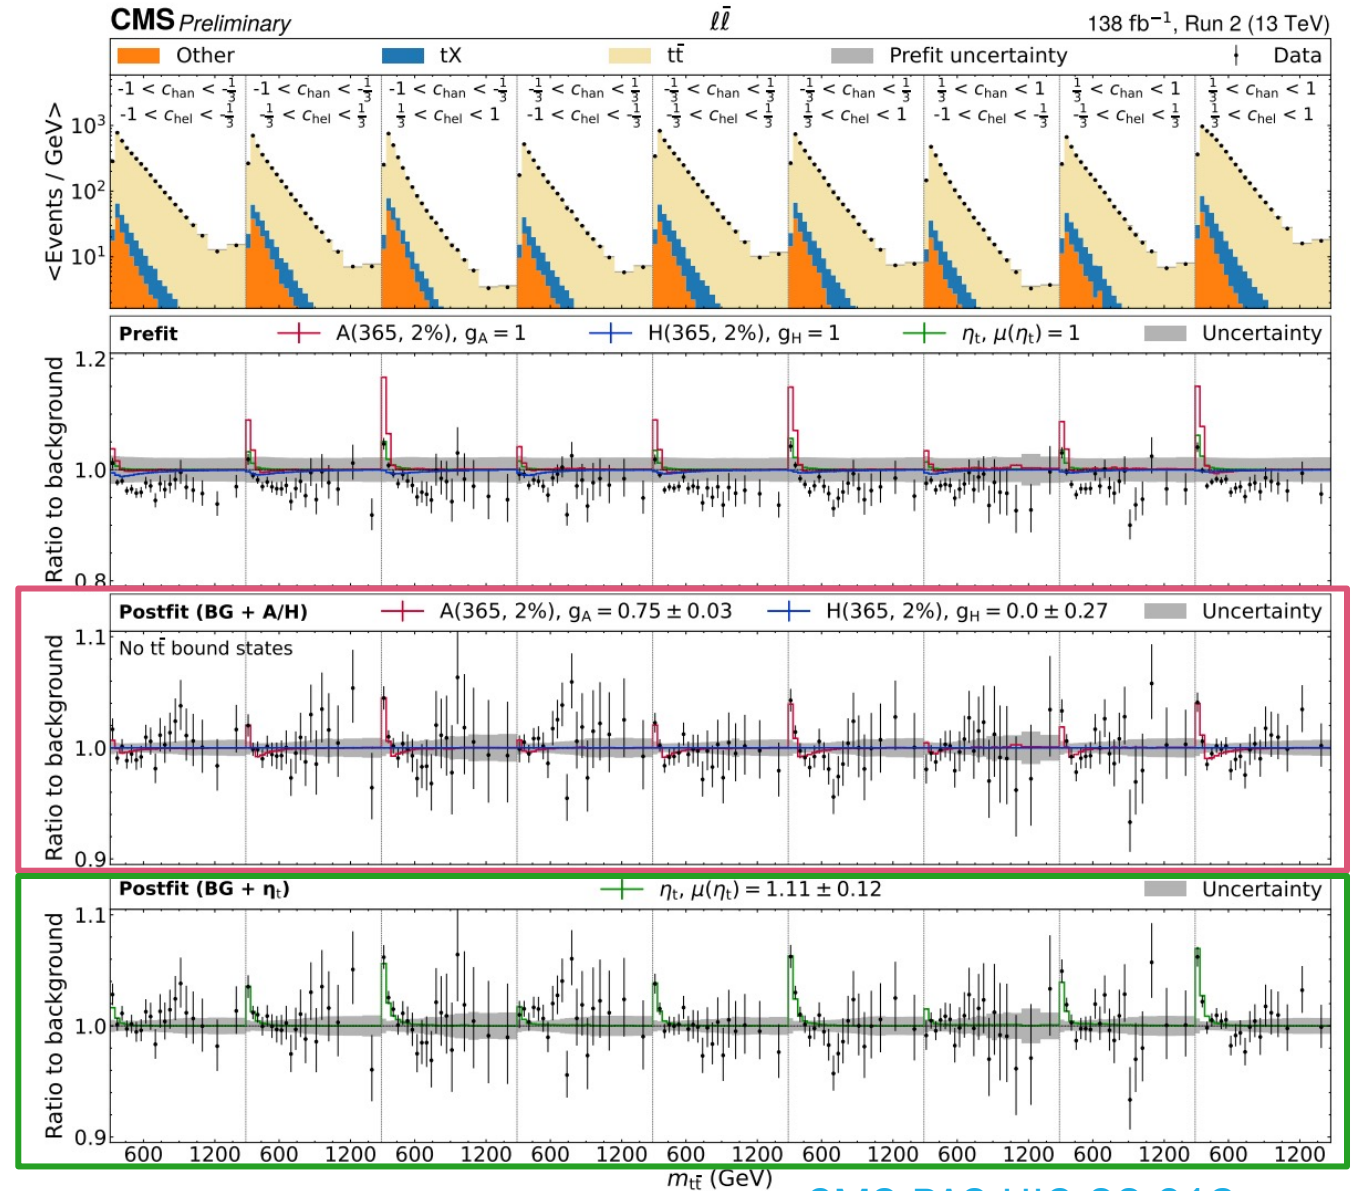 CMS Preliminary ℓℓ̄ 138 fb⁻¹, Run 2 (13 TeV)
Other tX tt̄ Prefit uncertainty Data
-1 < c_han < -1/3 -1 < c_han < -1/3 -1 < c_han < -1/3 -1/3 < c_han < 1/3 -1/3 < c_han < 1/3 -1/3 < c_han < 1/3 1/3 < c_han < 1 1/3 < c_han < 1 1/3 < c_han < 1
-1 < c_hel < -1/3 -1/3 < c_hel < 1/3 1/3 < c_hel < 1 -1 < c_hel < -1/3 -1/3 < c_hel < 1/3 1/3 < c_hel < 1 -1 < c_hel < -1/3 -1/3 < c_hel < 1/3 1/3 < c_hel < 1
<Events / GeV>
10³
10²
10¹
Prefit A(365, 2%), g_A = 1 H(365, 2%), g_H = 1 η_t, μ(η_t) = 1 Uncertainty
Ratio to background
1.2
1.0
0.8
Postfit (BG + A/H) A(365, 2%), g_A = 0.75 ± 0.03 H(365, 2%), g_H = 0.0 ± 0.27 Uncertainty
No tt̄ bound states
Ratio to background
1.1
1.0
0.9
Postfit (BG + η_t) η_t, μ(η_t) = 1.11 ± 0.12 Uncertainty
Ratio to background
1.1
1.0
0.9
600 1200 600 1200 600 1200 600 1200 600 1200 600 1200 600 1200 600 1200 600 1200
m_tt̄ (GeV)